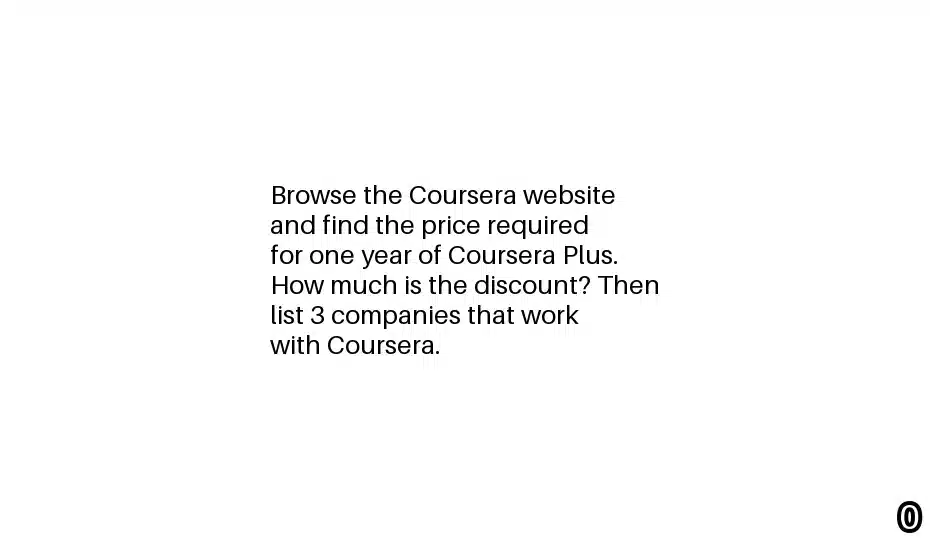 Browse the Coursera website
and find the price required
for one year of Coursera Plus.
How much is the discount? Then
list 3 companies that work
with Coursera.
0